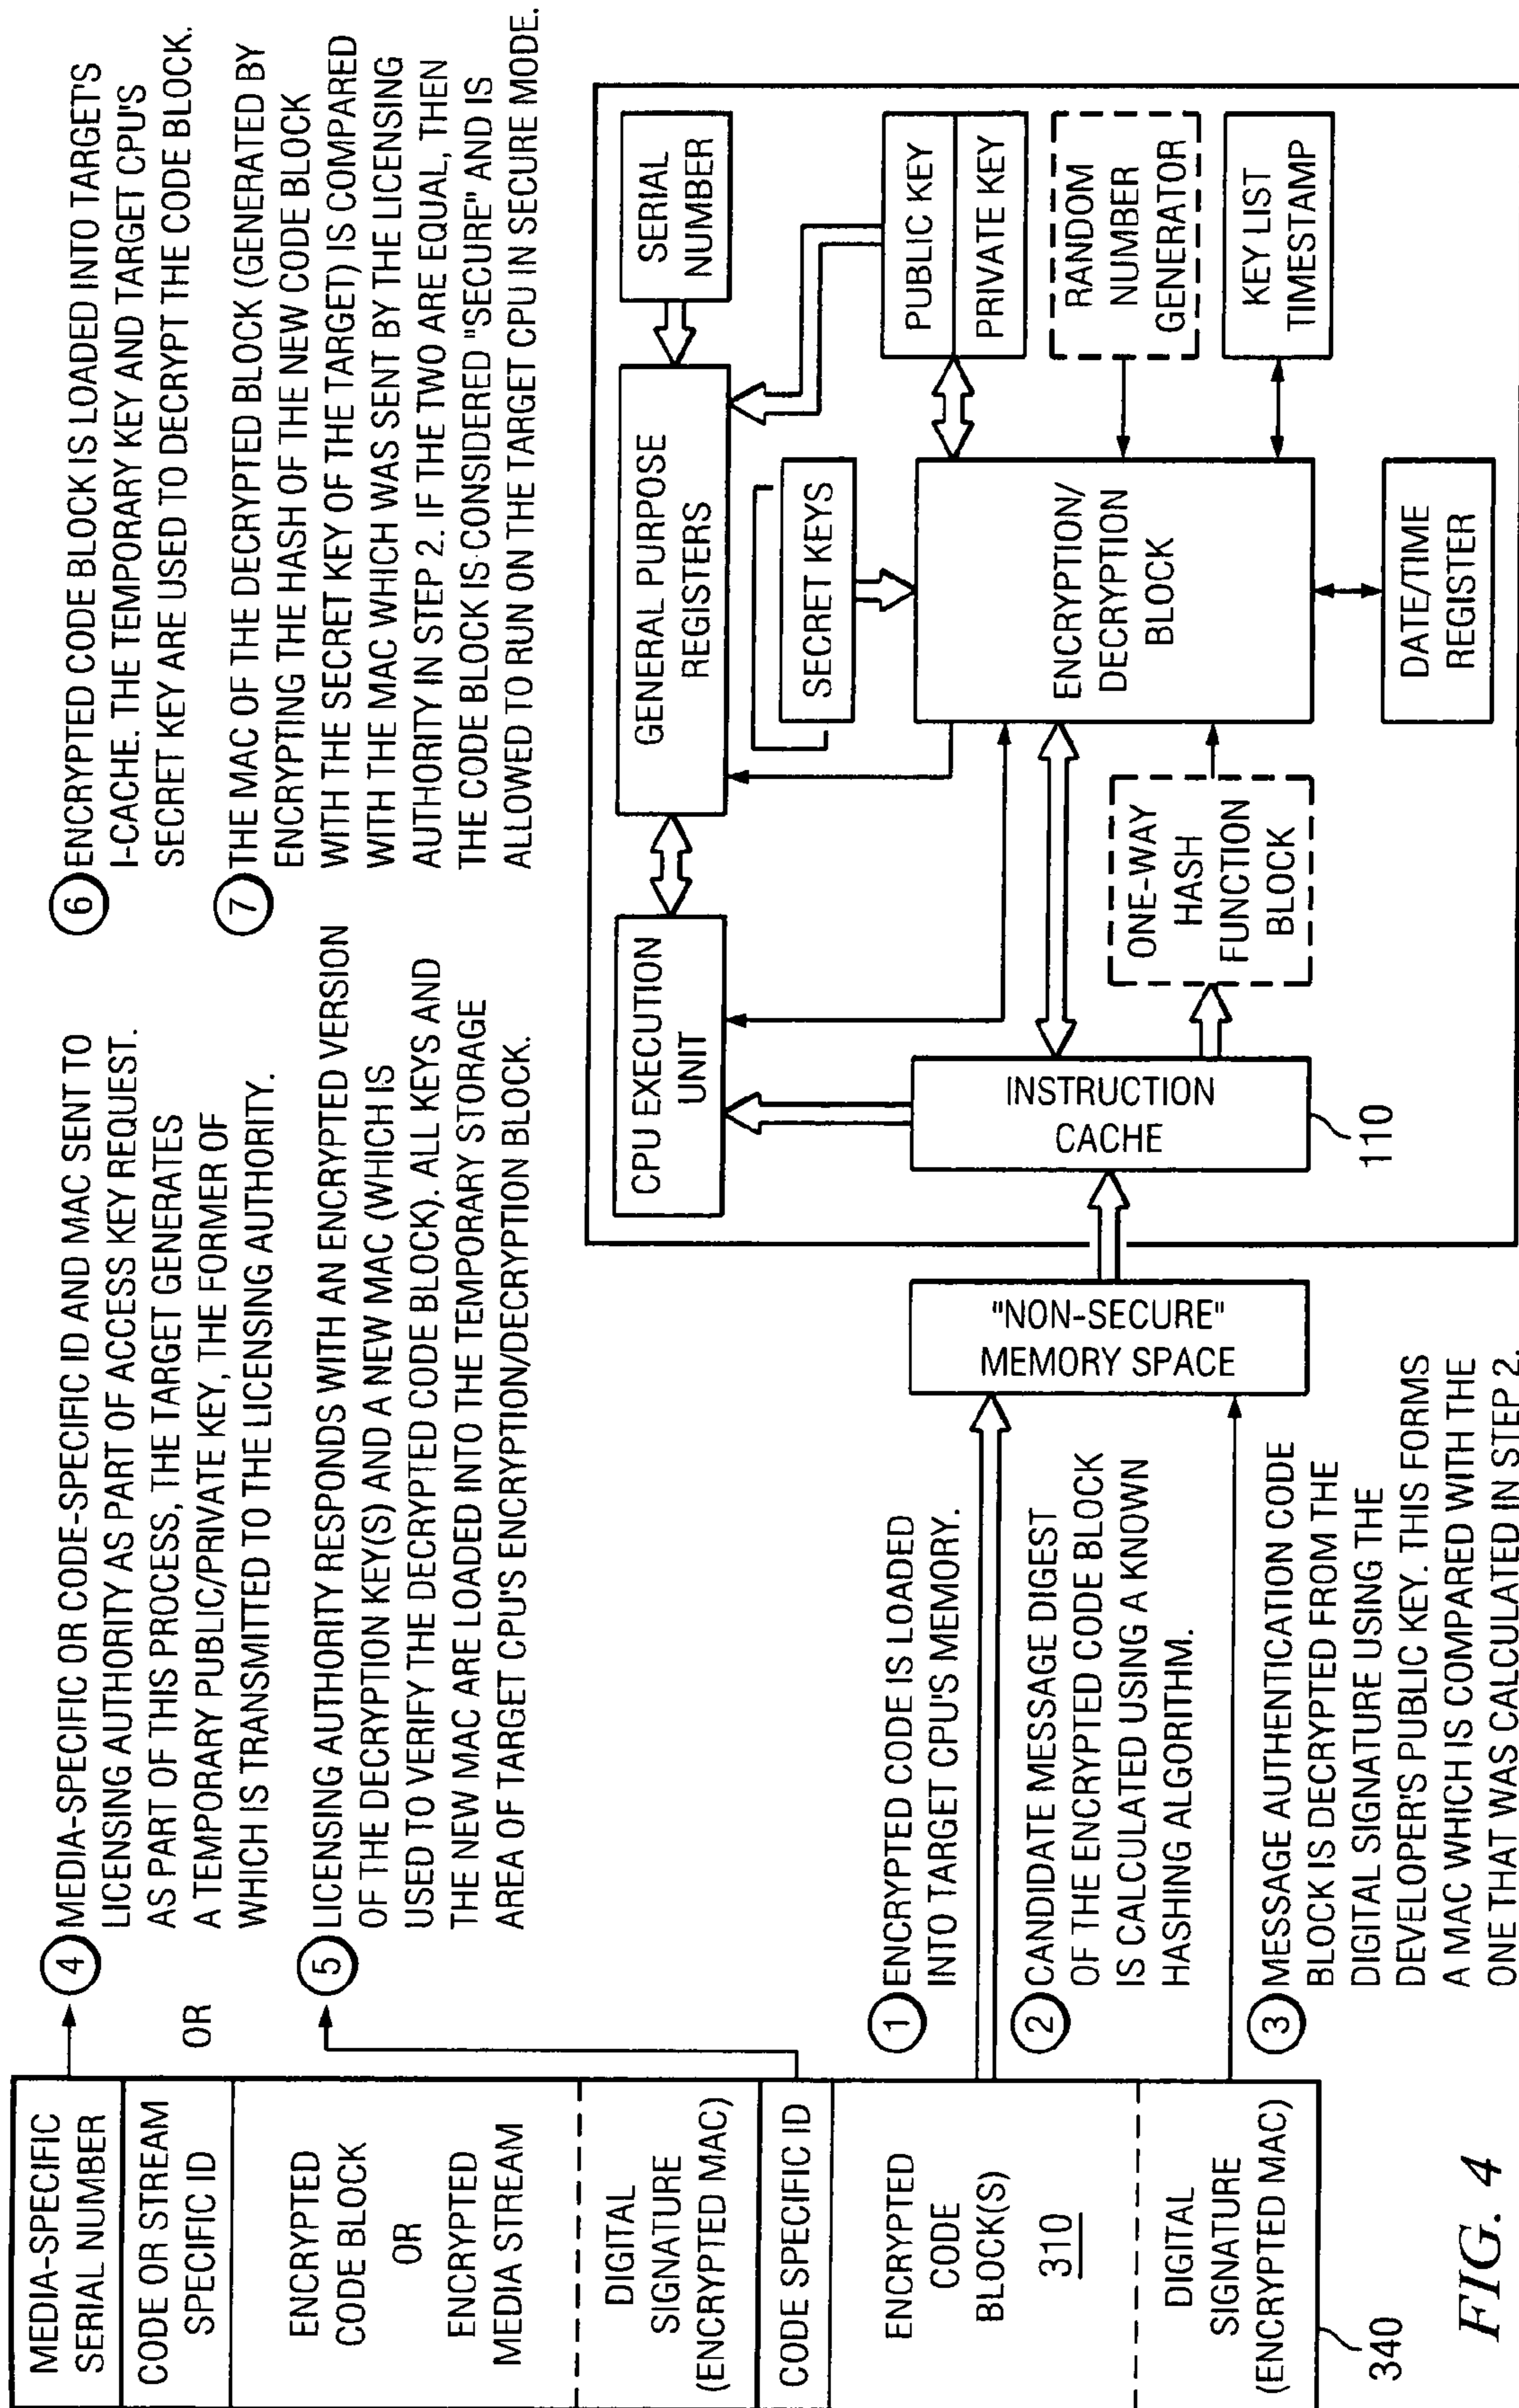 MEDIA-SPECIFIC
SERIAL NUMBER
CODE OR STREAM
SPECIFIC ID
ENCRYPTED
CODE BLOCK
OR
ENCRYPTED
MEDIA STREAM
DIGITAL
SIGNATURE
(ENCRYPTED MAC)
CODE SPECIFIC ID
ENCRYPTED
CODE
BLOCK(S)
310
DIGITAL
SIGNATURE
(ENCRYPTED MAC)
340
OR
4 MEDIA-SPECIFIC OR CODE-SPECIFIC ID AND MAC SENT TO
LICENSING AUTHORITY AS PART OF ACCESS KEY REQUEST.
AS PART OF THIS PROCESS, THE TARGET GENERATES
A TEMPORARY PUBLIC/PRIVATE KEY, THE FORMER OF
WHICH IS TRANSMITTED TO THE LICENSING AUTHORITY.
5 LICENSING AUTHORITY RESPONDS WITH AN ENCRYPTED VERSION
OF THE DECRYPTION KEY(S) AND A NEW MAC (WHICH IS
USED TO VERIFY THE DECRYPTED CODE BLOCK). ALL KEYS AND
THE NEW MAC ARE LOADED INTO THE TEMPORARY STORAGE
AREA OF TARGET CPU'S ENCRYPTION/DECRYPTION BLOCK.
6 ENCRYPTED CODE BLOCK IS LOADED INTO TARGET'S
I-CACHE. THE TEMPORARY KEY AND TARGET CPU'S
SECRET KEY ARE USED TO DECRYPT THE CODE BLOCK.
7 THE MAC OF THE DECRYPTED BLOCK (GENERATED BY
ENCRYPTING THE HASH OF THE NEW CODE BLOCK
WITH THE SECRET KEY OF THE TARGET) IS COMPARED
WITH THE MAC WHICH WAS SENT BY THE LICENSING
AUTHORITY IN STEP 2. IF THE TWO ARE EQUAL, THEN
THE CODE BLOCK IS CONSIDERED "SECURE" AND IS
ALLOWED TO RUN ON THE TARGET CPU IN SECURE MODE.
1 ENCRYPTED CODE IS LOADED
INTO TARGET CPU'S MEMORY.
2 CANDIDATE MESSAGE DIGEST
OF THE ENCRYPTED CODE BLOCK
IS CALCULATED USING A KNOWN
HASHING ALGORITHM.
3 MESSAGE AUTHENTICATION CODE
BLOCK IS DECRYPTED FROM THE
DIGITAL SIGNATURE USING THE
DEVELOPER'S PUBLIC KEY. THIS FORMS
A MAC WHICH IS COMPARED WITH THE
ONE THAT WAS CALCULATED IN STEP 2.
"NON-SECURE"
MEMORY SPACE
CPU EXECUTION
UNIT
GENERAL PURPOSE
REGISTERS
SERIAL
NUMBER
SECRET KEYS
PUBLIC KEY
PRIVATE KEY
INSTRUCTION
CACHE
110
ONE-WAY
HASH
FUNCTION
BLOCK
ENCRYPTION/
DECRYPTION
BLOCK
RANDOM
NUMBER
GENERATOR
KEY LIST
TIMESTAMP
DATE/TIME
REGISTER
FIG. 4